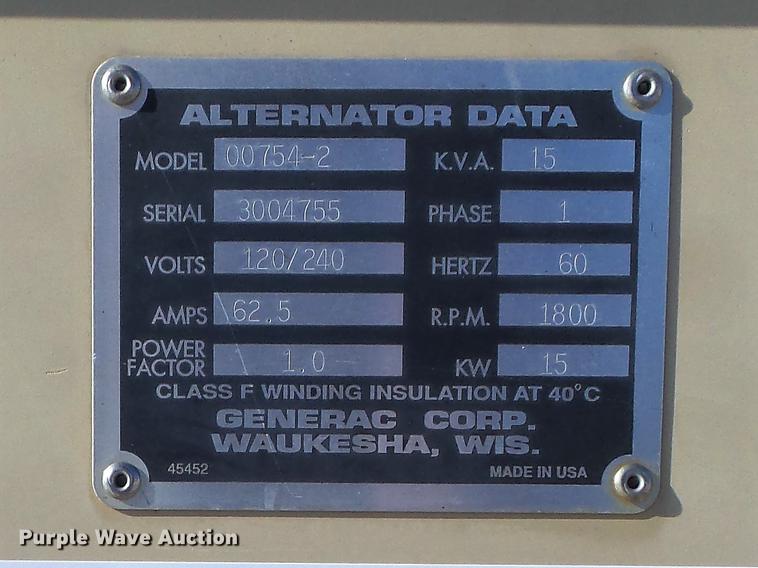 ALTERNATOR DATA
MODEL 00754-2 K.V.A. 15
SERIAL 3004755 PHASE 1
VOLTS 120/240 HERTZ 60
AMPS \62.5 R.P.M. 1800
POWER FACTOR 1.0 KW 15
CLASS F WINDING INSULATION AT 40°C
GENERAC CORP.
WAUKESHA, WIS.
45452 MADE IN USA
Purple Wave Auction